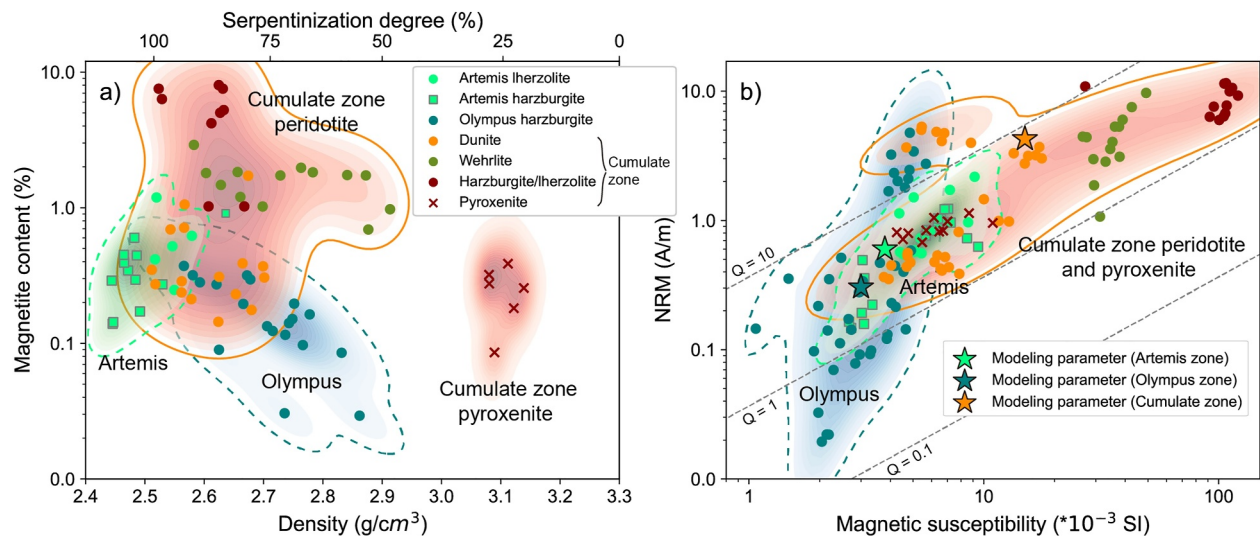 Serpentinization degree (%)
100
75
50
25
0
a)
Magnetite content (%)
10.0
1.0
0.1
0.0
Cumulate zone
peridotite
Artemis
Olympus
Cumulate zone
pyroxenite
Artemis lherzolite
Artemis harzburgite
Olympus harzburgite
Dunite
Wehrlite
Harzburgite/lherzolite
Pyroxenite
Cumulate
zone
2.4
2.5
2.6
2.7
2.8
2.9
3.0
3.1
3.2
3.3
Density (g/cm³)
b)
NRM (A/m)
10.0
1.0
0.1
0.0
Q = 10
Q = 1
Q = 0.1
Cumulate zone peridotite
and pyroxenite
Artemis
Olympus
Modeling parameter (Artemis zone)
Modeling parameter (Olympus zone)
Modeling parameter (Cumulate zone)
1
10
100
Magnetic susceptibility (*10⁻³ SI)